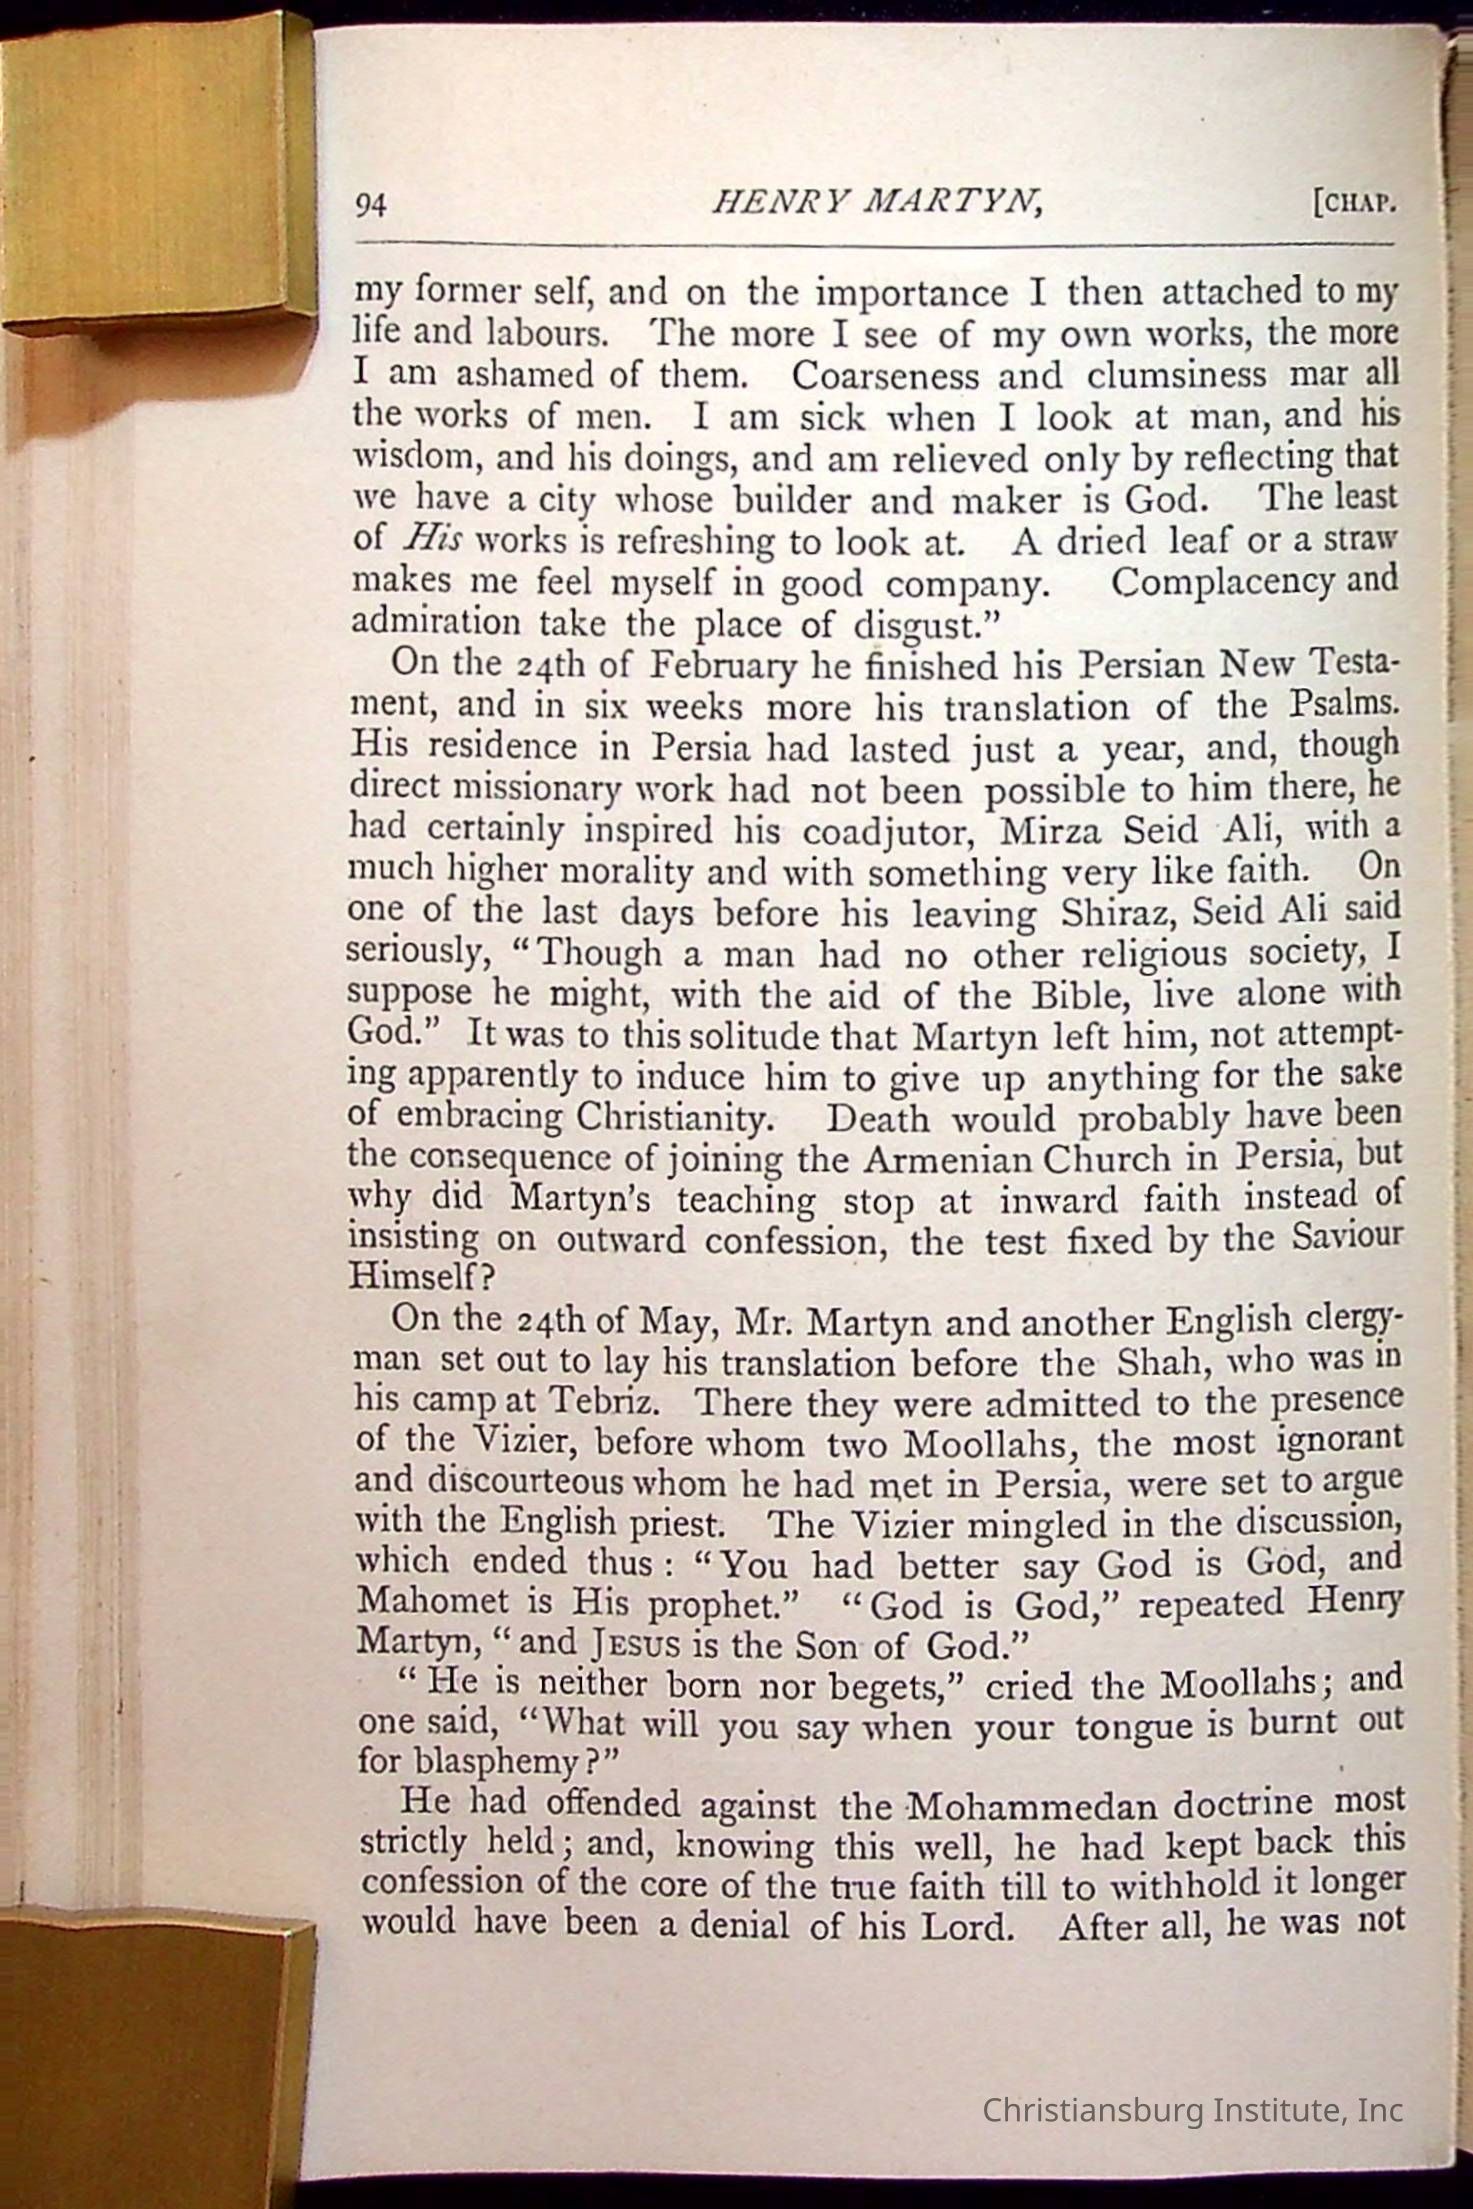 94 HENRY MARTYN, [CHAP.
my former self, and on the importance I then attached to my
life and labours. The more I see of my own works, the more
I am ashamed of them. Coarseness and clumsiness mar all
the works of men. I am sick when I look at man, and his
wisdom, and his doings, and am relieved only by reflecting that
we have a city whose builder and maker is God. The least
of His works is refreshing to look at. A dried leaf or a straw
makes me feel myself in good company. Complacency and
admiration take the place of disgust.”
On the 24th of February he finished his Persian New Testa-
ment, and in six weeks more his translation of the Psalms.
His residence in Persia had lasted just a year, and, though
direct missionary work had not been possible to him there, he
had certainly inspired his coadjutor, Mirza Seid Ali, with a
much higher morality and with something very like faith. On
one of the last days before his leaving Shiraz, Seid Ali said
seriously, “Though a man had no other religious society, I
suppose he might, with the aid of the Bible, live alone with
God.” It was to this solitude that Martyn left him, not attempt-
ing apparently to induce him to give up anything for the sake
of embracing Christianity. Death would probably have been
the consequence of joining the Armenian Church in Persia, but
why did Martyn’s teaching stop at inward faith instead of
insisting on outward confession, the test fixed by the Saviour
Himself?
On the 24th of May, Mr. Martyn and another English clergy-
man set out to lay his translation before the Shah, who was in
his camp at Tebriz. There they were admitted to the presence
of the Vizier, before whom two Moollahs, the most ignorant
and discourteous whom he had met in Persia, were set to argue
with the English priest. The Vizier mingled in the discussion,
which ended thus: “You had better say God is God, and
Mahomet is His prophet.” “God is God,” repeated Henry
Martyn, “and JESUS is the Son of God.”
“He is neither born nor begets,” cried the Moollahs; and
one said, “What will you say when your tongue is burnt out
for blasphemy?”
He had offended against the Mohammedan doctrine most
strictly held; and, knowing this well, he had kept back this
confession of the core of the true faith till to withhold it longer
would have been a denial of his Lord. After all, he was not
Christiansburg Institute, Inc